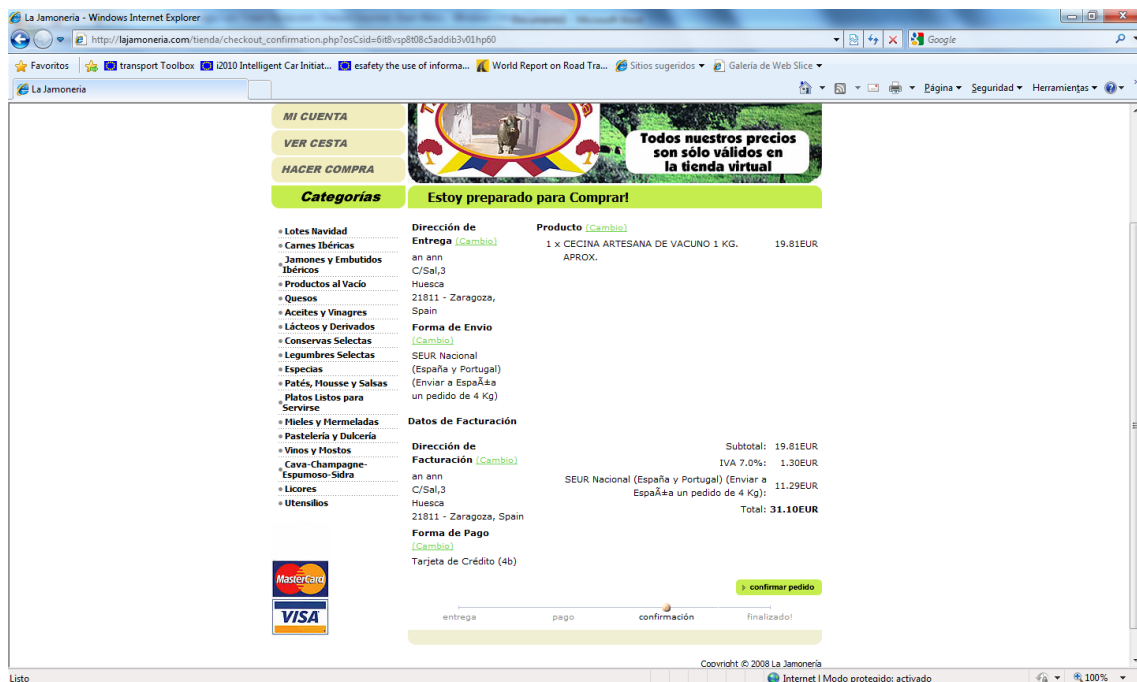 La Jamoneria - Windows Internet Explorer
http://lajamoneria.com/tienda/checkout_confirmation.php?osCsid=6it8vsp8t08c5addib3v01hp60
Google
Favoritos
transport Toolbox
i2010 Intelligent Car Initiat...
esafety the use of informa...
World Report on Road Tra...
Sitios sugeridos
Galería de Web Slice
La Jamoneria
Página
Seguridad
Herramientas
MI CUENTA
VER CESTA
HACER COMPRA
Todos nuestros precios
son sólo válidos en
la tienda virtual
Categorías
Lotes Navidad
Carnes Ibéricas
Jamones y Embutidos
Ibéricos
Productos al Vacío
Quesos
Aceites y Vinagres
Lácteos y Derivados
Conservas Selectas
Legumbres Selectas
Especias
Patés, Mousse y Salsas
Platos Listos para
Servirse
Mieles y Mermeladas
Pastelería y Dulcería
Vinos y Mostos
Cava-Champagne-
Espumoso-Sidra
Licores
Utensilios
MasterCard
VISA
Estoy preparado para Comprar!
Dirección de
Entrega (Cambio)
an ann
C/Sal,3
Huesca
21811 - Zaragoza,
Spain
Forma de Envio
(Cambio)
SEUR Nacional
(España y Portugal)
(Enviar a EspaÃ±a
un pedido de 4 Kg)
Producto (Cambio)
1 x CECINA ARTESANA DE VACUNO 1 KG. 19.81EUR
APROX.
Datos de Facturación
Dirección de
Facturación (Cambio)
an ann
C/Sal,3
Huesca
21811 - Zaragoza, Spain
Forma de Pago
(Cambio)
Tarjeta de Crédito (4b)
Subtotal: 19.81EUR
IVA 7.0%: 1.30EUR
SEUR Nacional (España y Portugal) (Enviar a
EspaÃ±a un pedido de 4 Kg): 11.29EUR
Total: 31.10EUR
confirmar pedido
entrega
pago
confirmación
finalizado!
Copyright © 2008 La Jamonería
Listo
Internet | Modo protegido: activado
100%